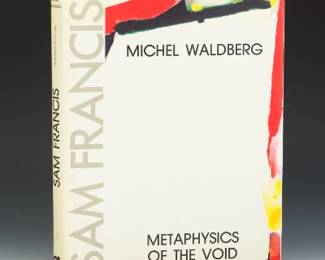 SAM FRANCIS
SAM FRANCIS
MICHEL WALDBERG
METAPHYSICS
OF THE VOID